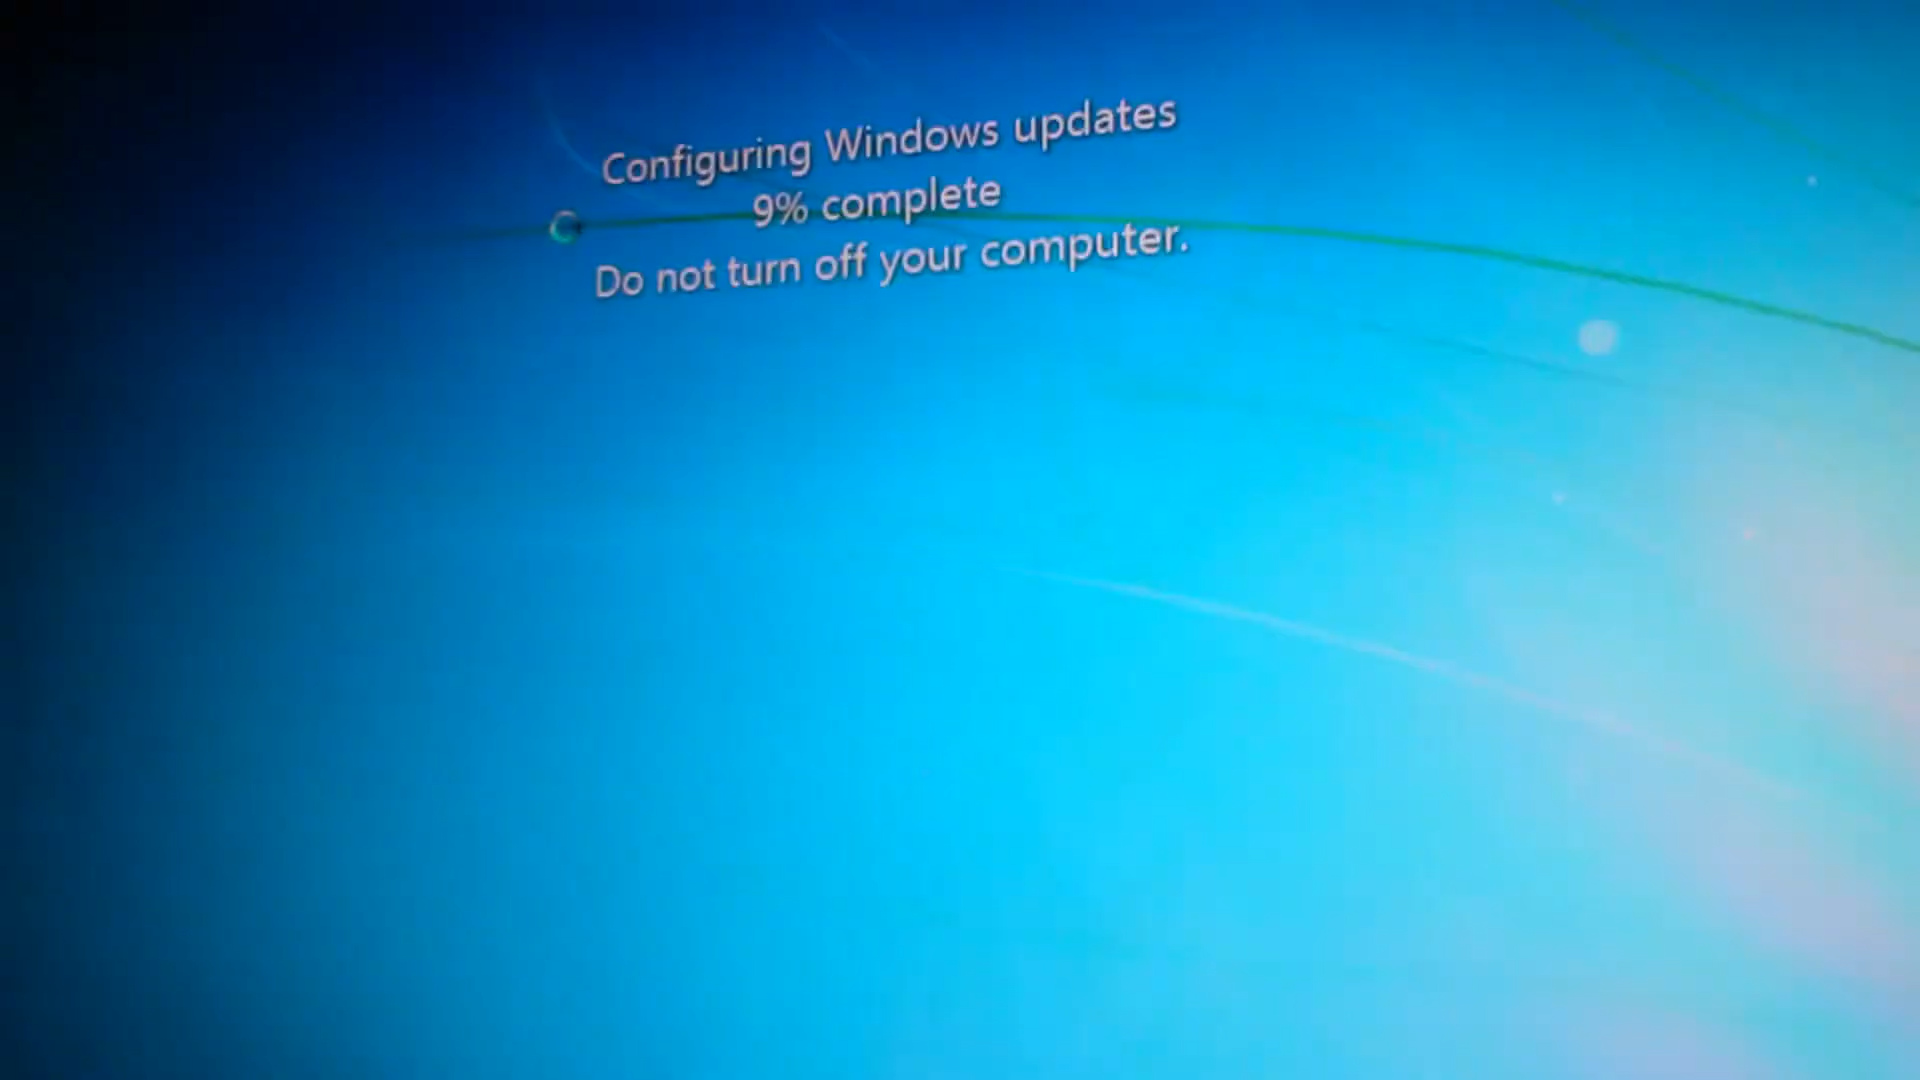 Configuring Windows updates
9% complete
Do not turn off your computer.